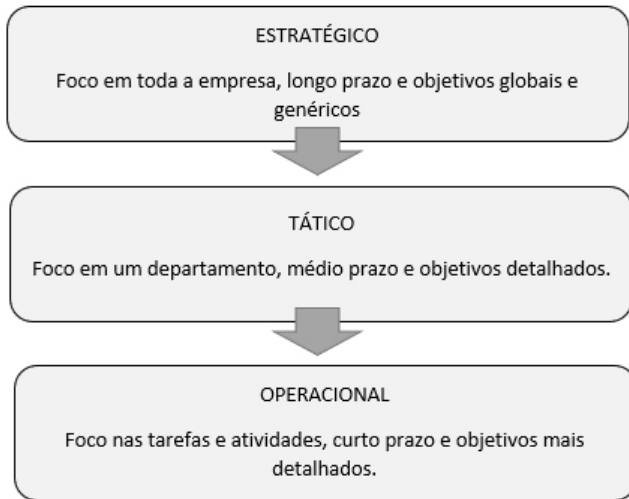 ESTRATÉGICO
Foco em toda a empresa, longo prazo e objetivos globais e
genéricos
TÁTICO
Foco em um departamento, médio prazo e objetivos detalhados.
OPERACIONAL
Foco nas tarefas e atividades, curto prazo e objetivos mais
detalhados.